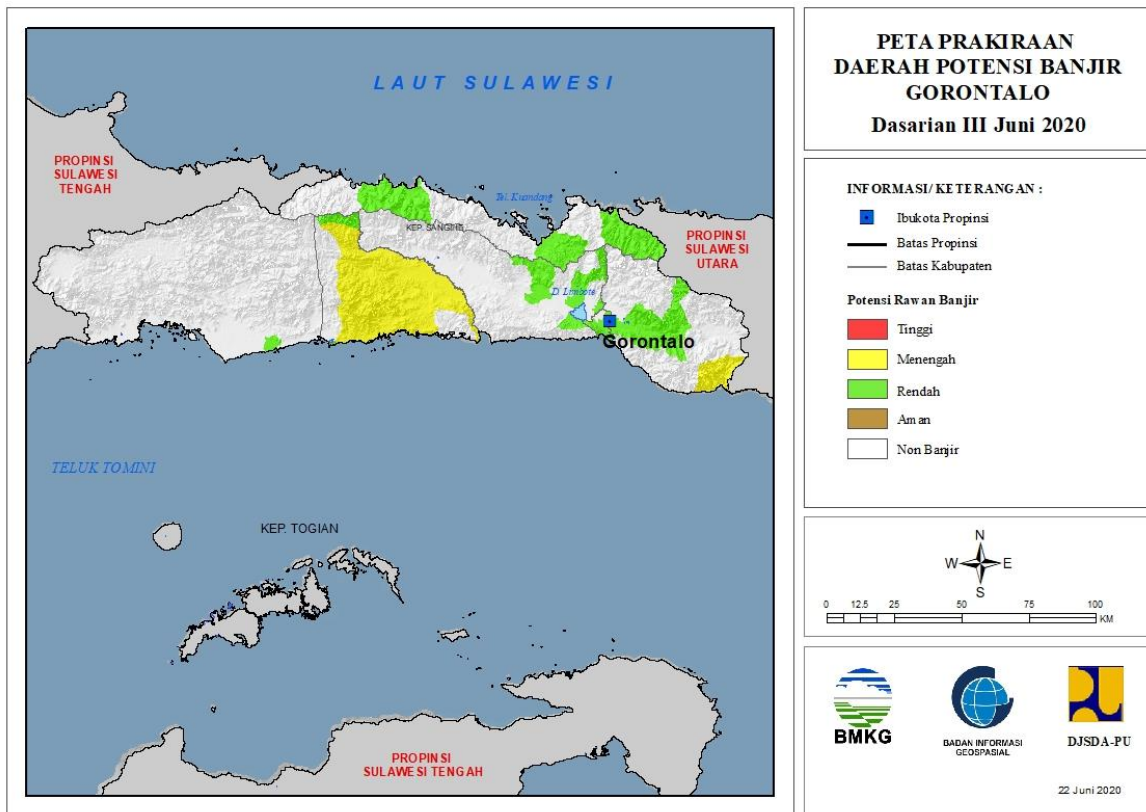 LAUT SULAWESI
PROPINSI
SULAWESI
TENGAH
Tel. Kuandang
KEP. SANGIHE
PROPINSI
SULAWESI
UTARA
D. Limboto
Gorontalo
TELUK TOMINI
KEP. TOGIAN
PROPINSI
SULAWESI TENGAH
PETA PRAKIRAAN
DAERAH POTENSI BANJIR
GORONTALO
Dasarian III Juni 2020
INFORMASI/ KETERANGAN :
Ibukota Propinsi
Batas Propinsi
Batas Kabupaten
Potensi Rawan Banjir
Tinggi
Menengah
Rendah
Aman
Non Banjir
N
W E
S
0 12.5 25 50 75 100
KM
BMKG
BADAN INFORMASI
GEOSPASIAL
DJSDA-PU
22 Juni 2020